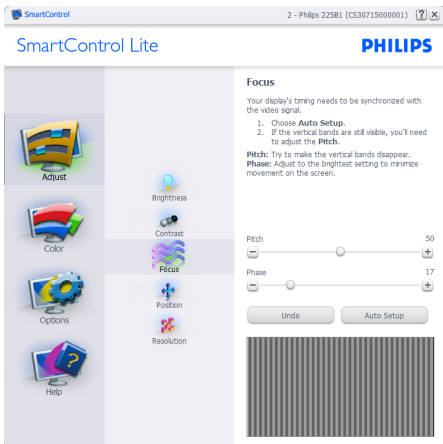 SmartControl
2 - Philips 225B1 (CS30715000001)
SmartControl Lite
PHILIPS
Adjust
Color
Options
Help
Brightness
Contrast
Focus
Position
Resolution
Focus
Your display's timing needs to be synchronized with
the video signal.
1. Choose Auto Setup.
2. If the vertical bands are still visible, you'll need
to adjust the Pitch.
Pitch: Try to make the vertical bands disappear.
Phase: Adjust to the brightest setting to minimize
movement on the screen.
Pitch 50
Phase 17
Undo
Auto Setup